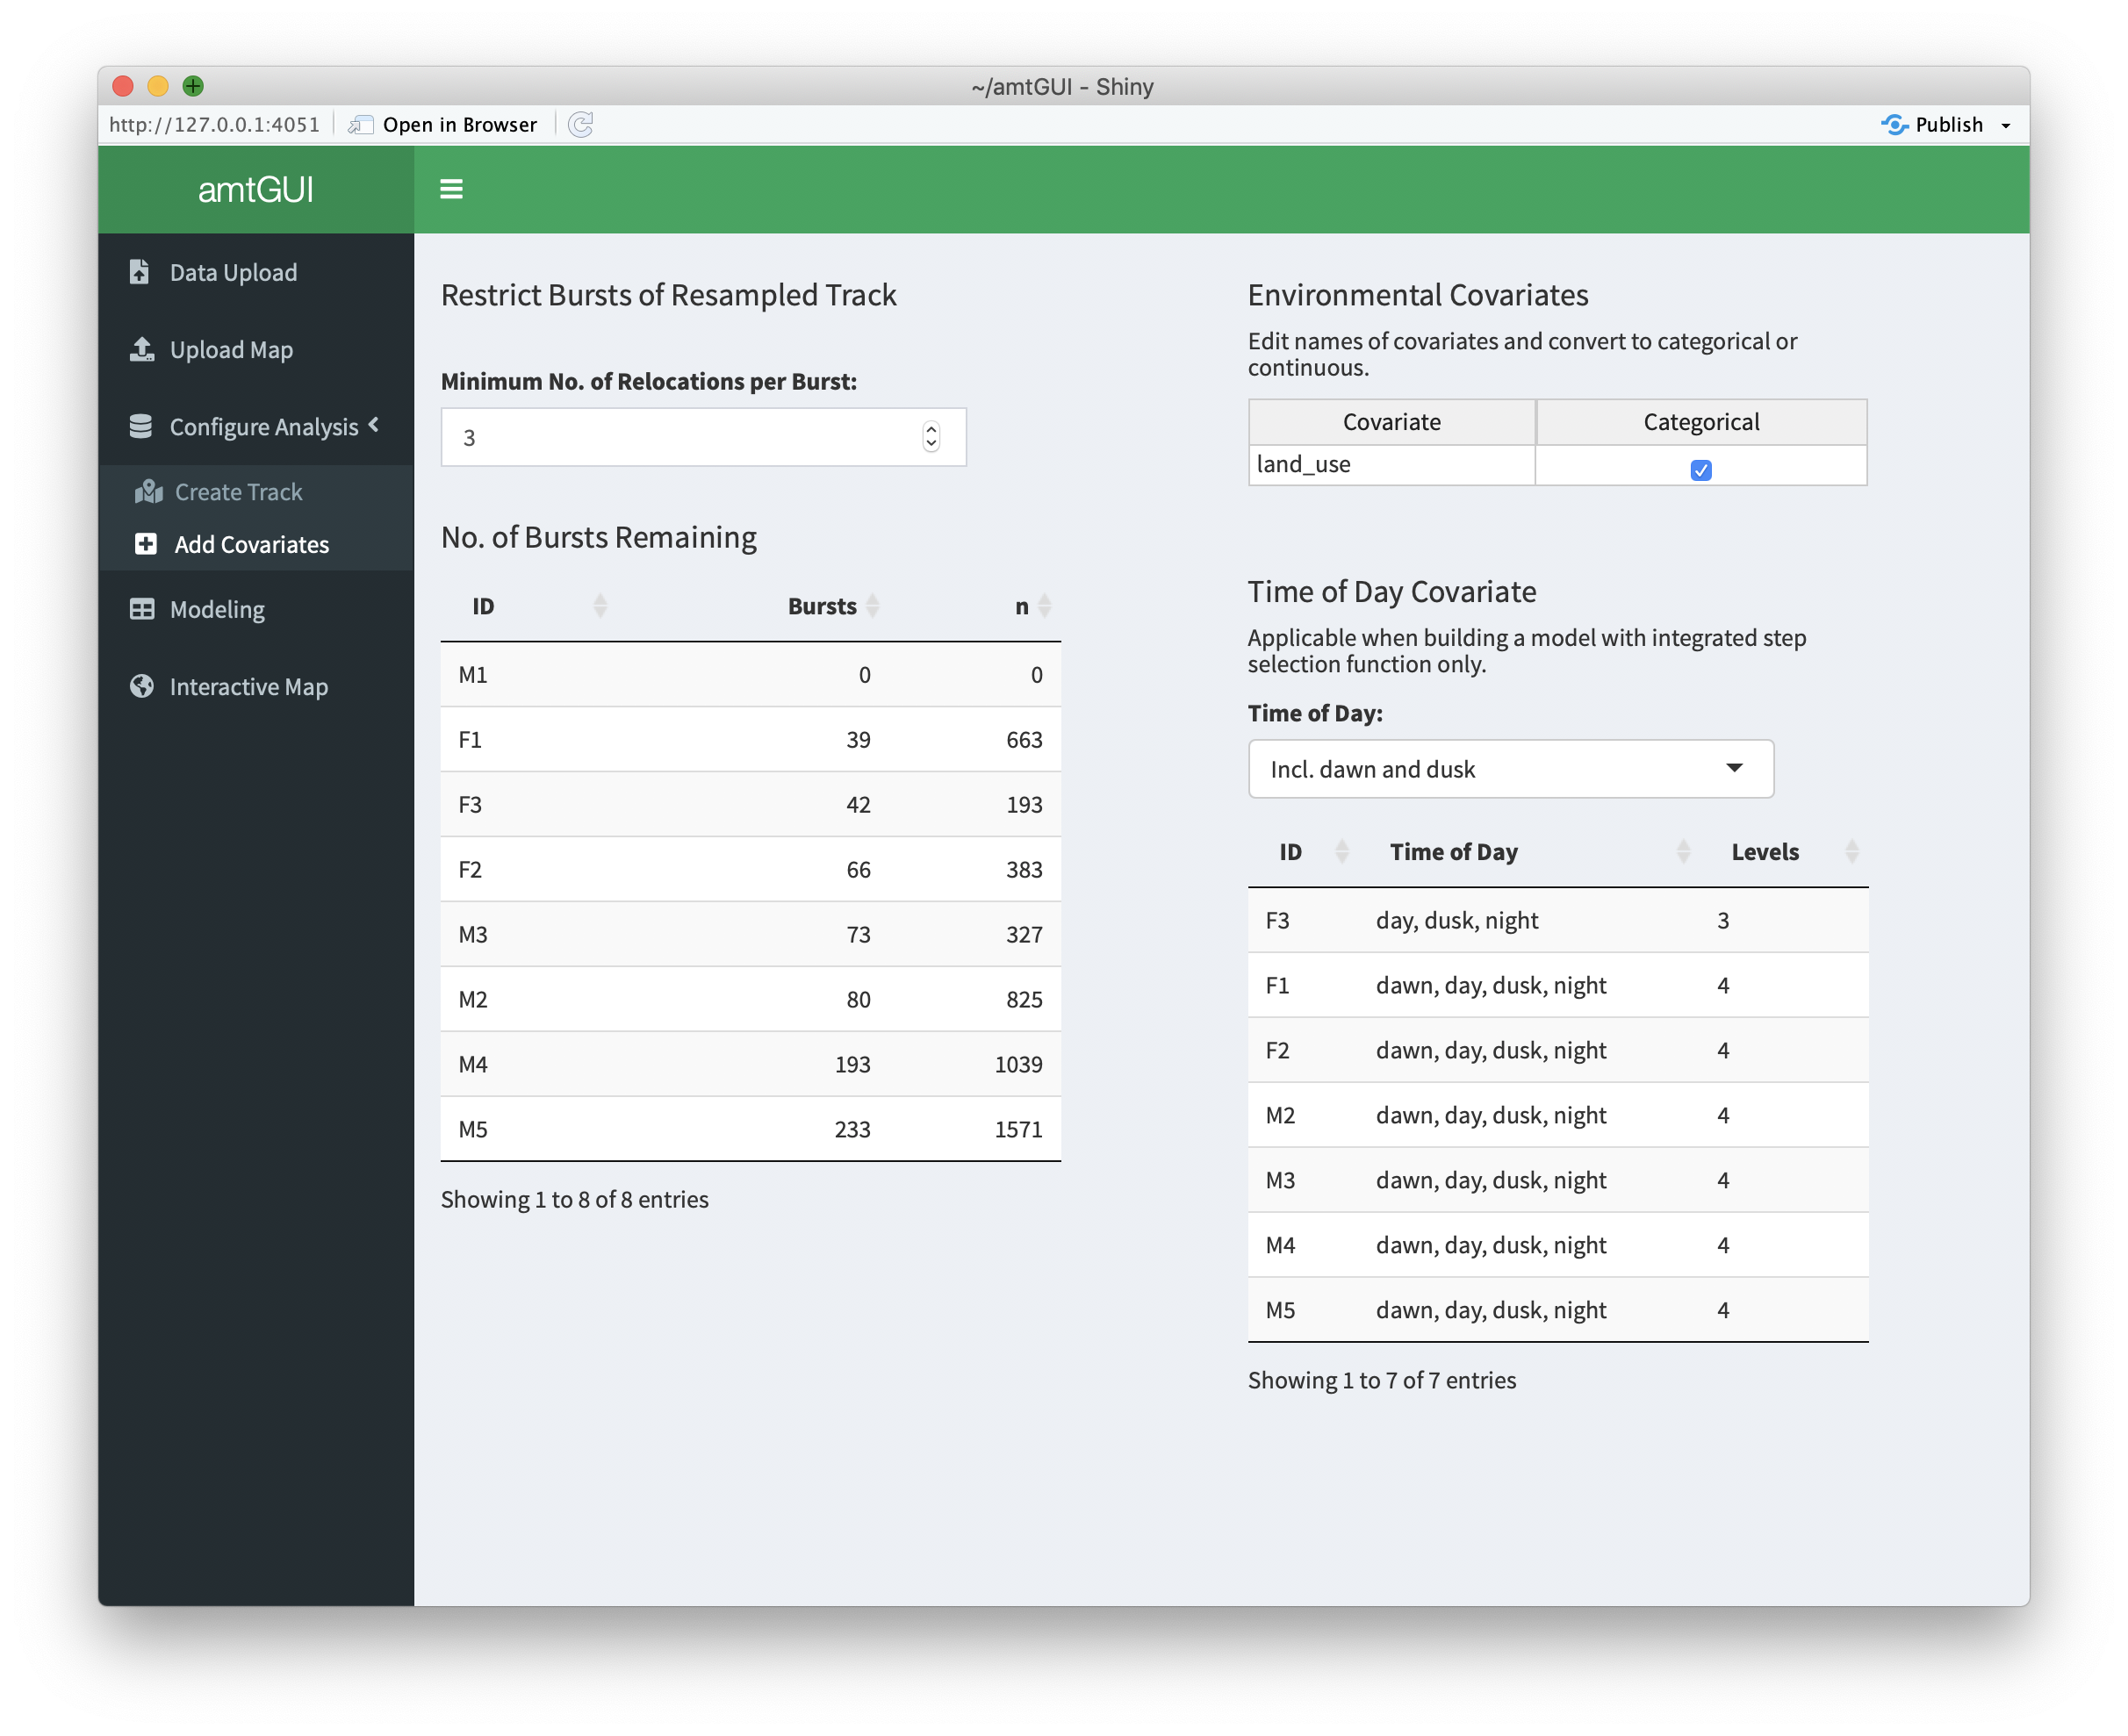 ~/amtGUI - Shiny
http://127.0.0.1:4051 Open in Browser Publish
amtGUI
Data Upload
Upload Map
Configure Analysis
Create Track
Add Covariates
Modeling
Interactive Map
Restrict Bursts of Resampled Track
Minimum No. of Relocations per Burst:
3
No. of Bursts Remaining
ID Bursts n
M1 0 0
F1 39 663
F3 42 193
F2 66 383
M3 73 327
M2 80 825
M4 193 1039
M5 233 1571
Showing 1 to 8 of 8 entries
Environmental Covariates
Edit names of covariates and convert to categorical or
continuous.
Covariate Categorical
land_use
Time of Day Covariate
Applicable when building a model with integrated step
selection function only.
Time of Day:
Incl. dawn and dusk
ID Time of Day Levels
F3 day, dusk, night 3
F1 dawn, day, dusk, night 4
F2 dawn, day, dusk, night 4
M2 dawn, day, dusk, night 4
M3 dawn, day, dusk, night 4
M4 dawn, day, dusk, night 4
M5 dawn, day, dusk, night 4
Showing 1 to 7 of 7 entries